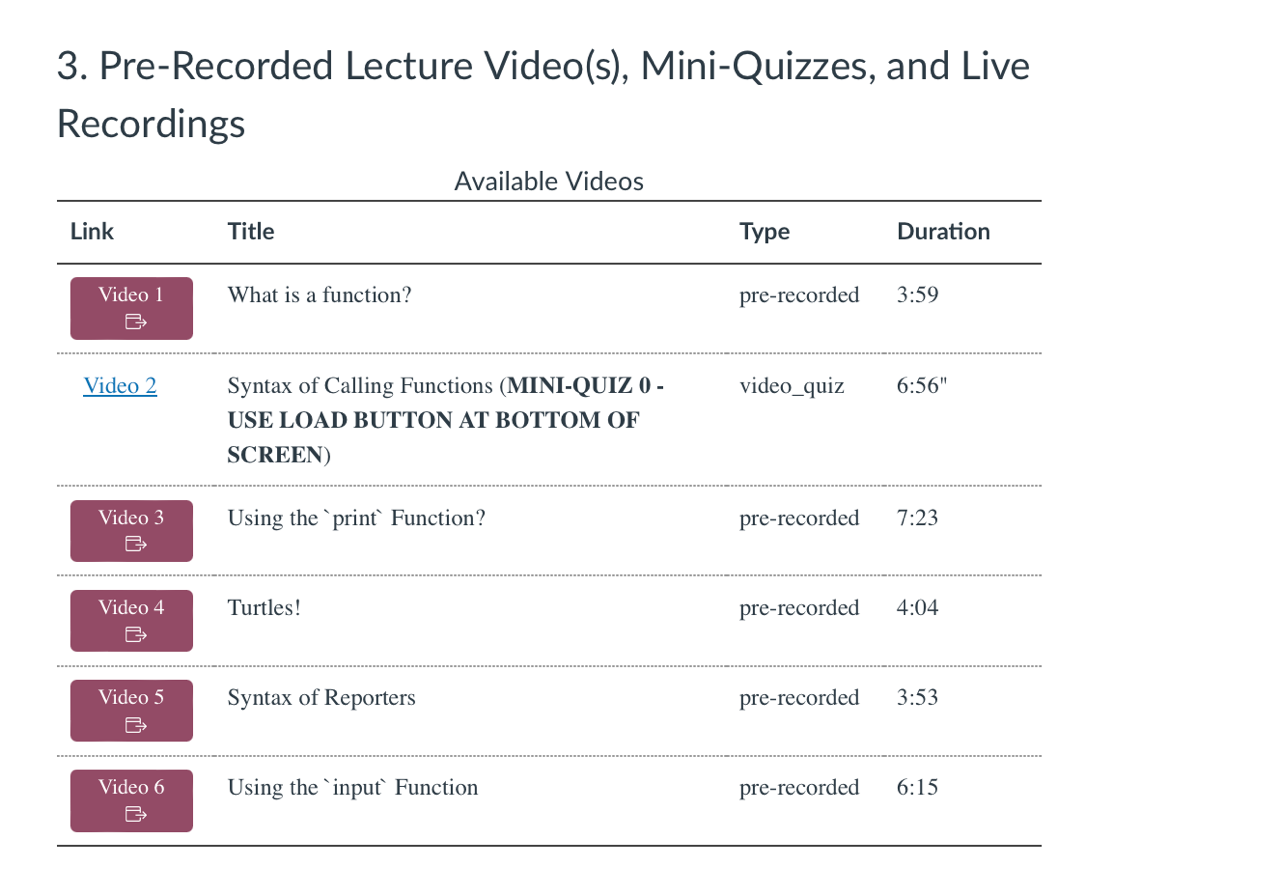 3. Pre-Recorded Lecture Video(s), Mini-Quizzes, and Live
Recordings
Available Videos
Link Title Type Duration
Video 1 What is a function? pre-recorded 3:59
Video 2 Syntax of Calling Functions (MINI-QUIZ 0 - video_quiz 6:56"
USE LOAD BUTTON AT BOTTOM OF
SCREEN)
Video 3 Using the `print` Function? pre-recorded 7:23
Video 4 Turtles! pre-recorded 4:04
Video 5 Syntax of Reporters pre-recorded 3:53
Video 6 Using the `input` Function pre-recorded 6:15